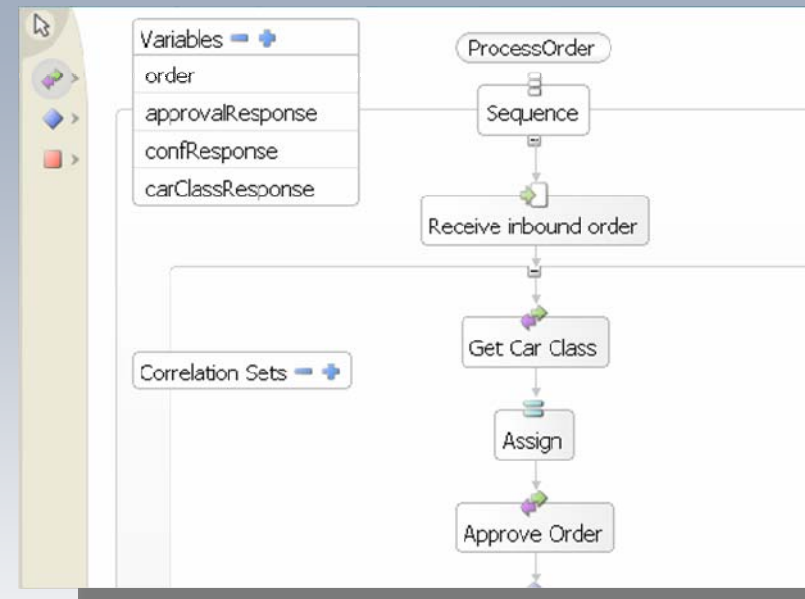 Variables
order
approvalResponse
confResponse
carClassResponse
Correlation Sets
ProcessOrder
Sequence
Receive inbound order
Get Car Class
Assign
Approve Order